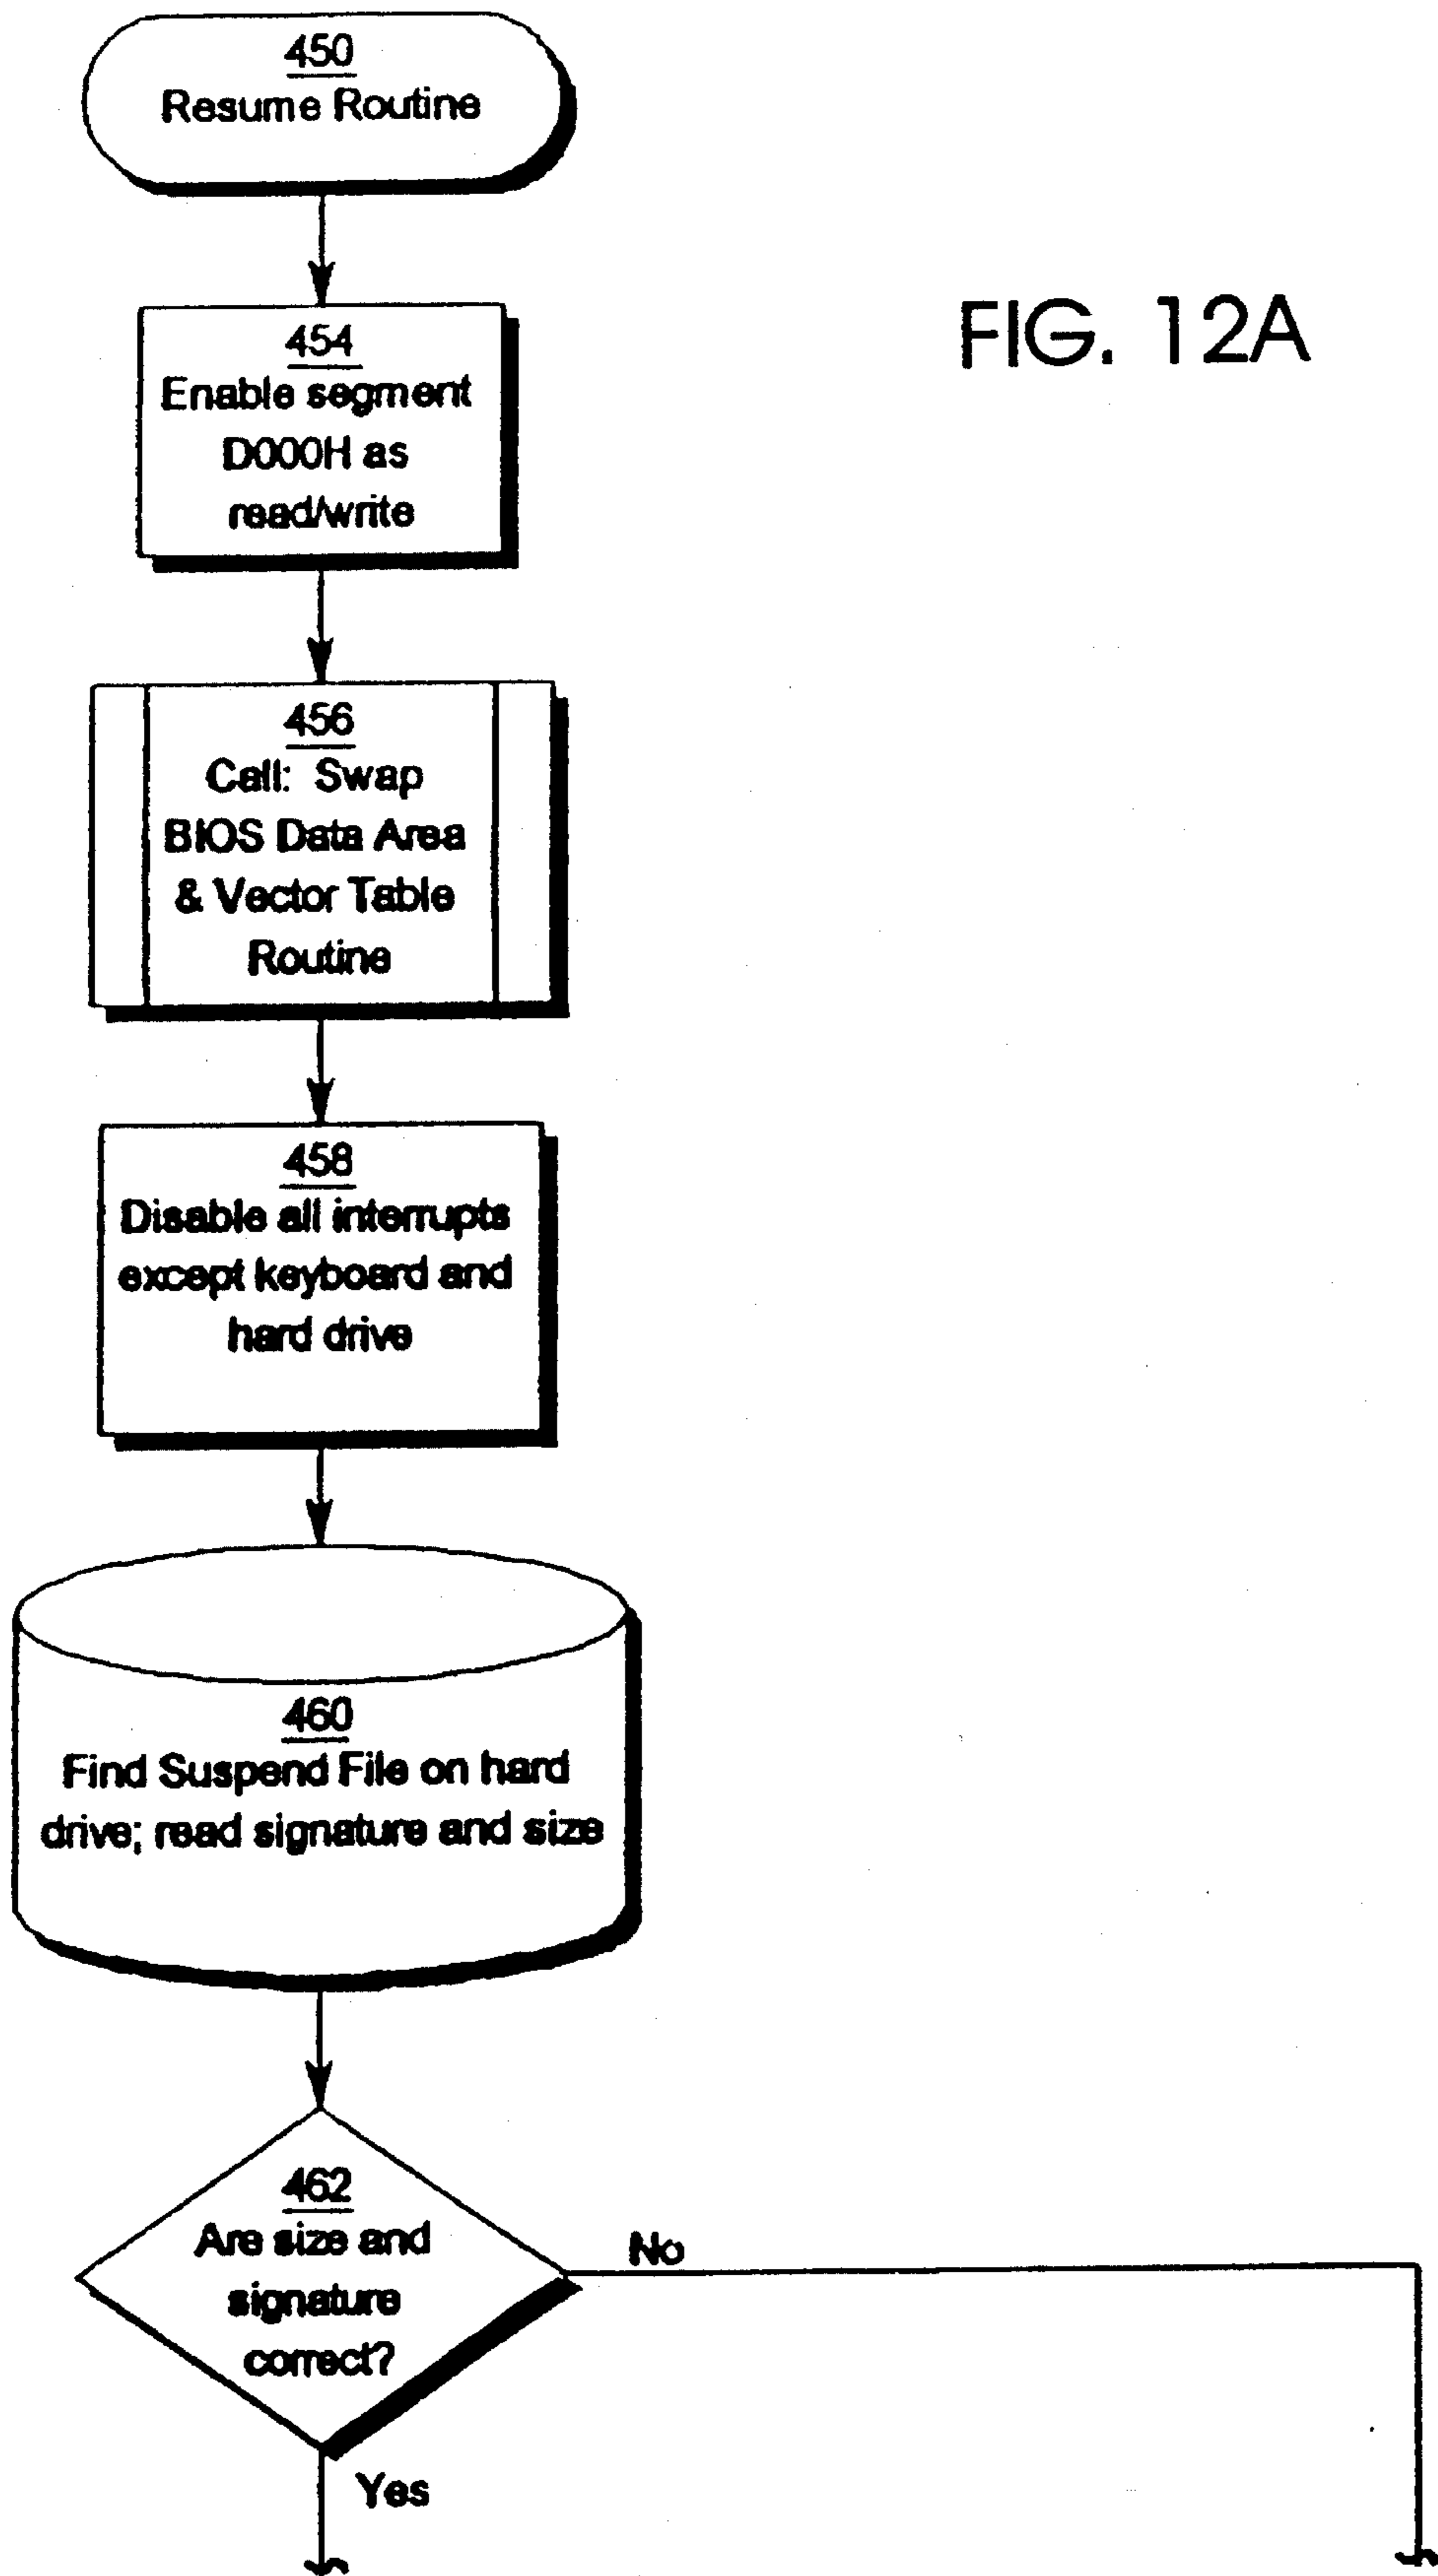 450
Resume Routine
FIG. 12A
454
Enable segment
D000H as
read/write
456
Call: Swap
BIOS Data Area
& Vector Table
Routine
458
Disable all interrupts
except keyboard and
hard drive
460
Find Suspend File on hard
drive; read signature and size
462
Are size and
signature
correct?
No
Yes